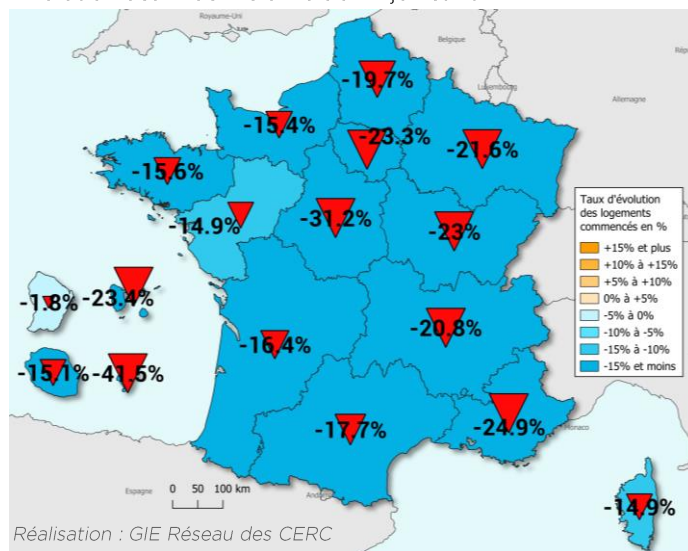 Royaume-Uni
Belgique
Luxembourg
Allemagne
-19.7%
-15.4%
-23.3%
-21.6%
-15.6%
-14.9%
-31.2%
-23%
-1.8%
-23.4%
-15.1%
-41.5%
-16.4%
-20.8%
-17.7%
-24.9%
Monaco
-14.9%
Espagne
0 50 100 km
Taux d'évolution
des logements
commencés en %
+15% et plus
+10% à +15%
+5% à +10%
0% à +5%
-5% à 0%
-10% à -5%
-15% à -10%
-15% et moins
Réalisation : GIE Réseau des CERC